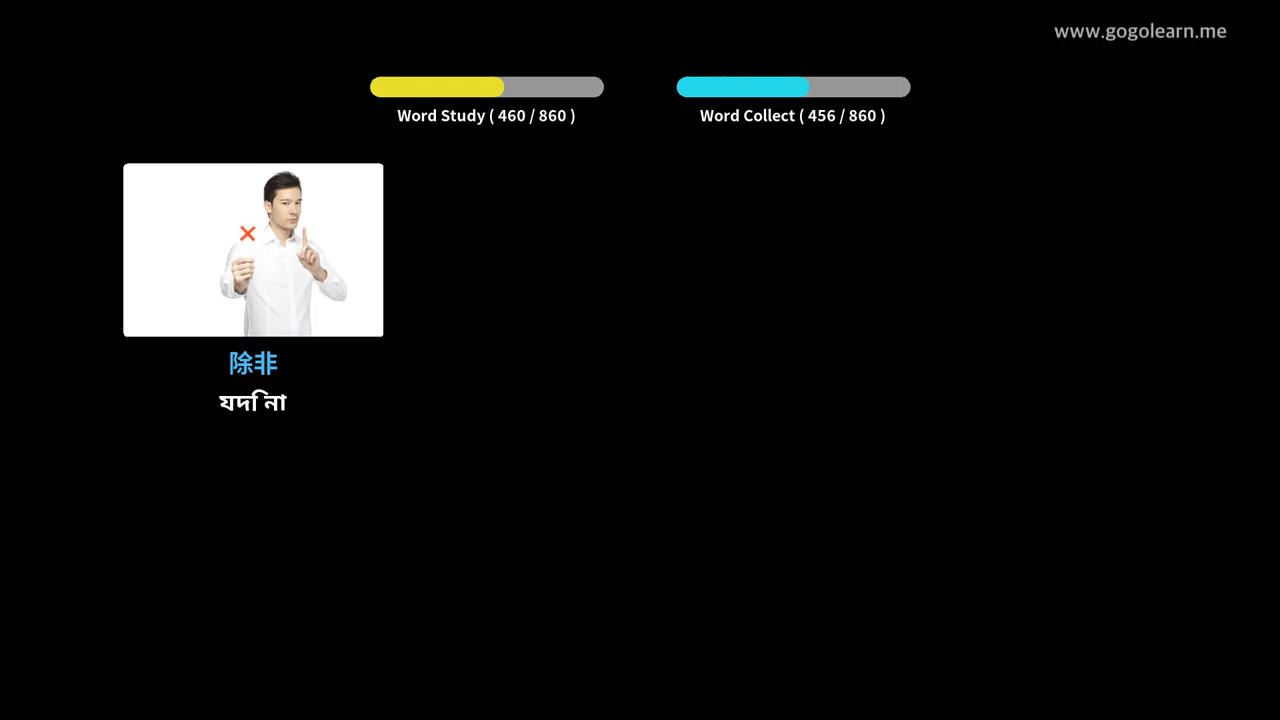 www.gogolearn.me
Word Study ( 460 / 860 )
Word Collect ( 456 / 860 )
除非
যদি না